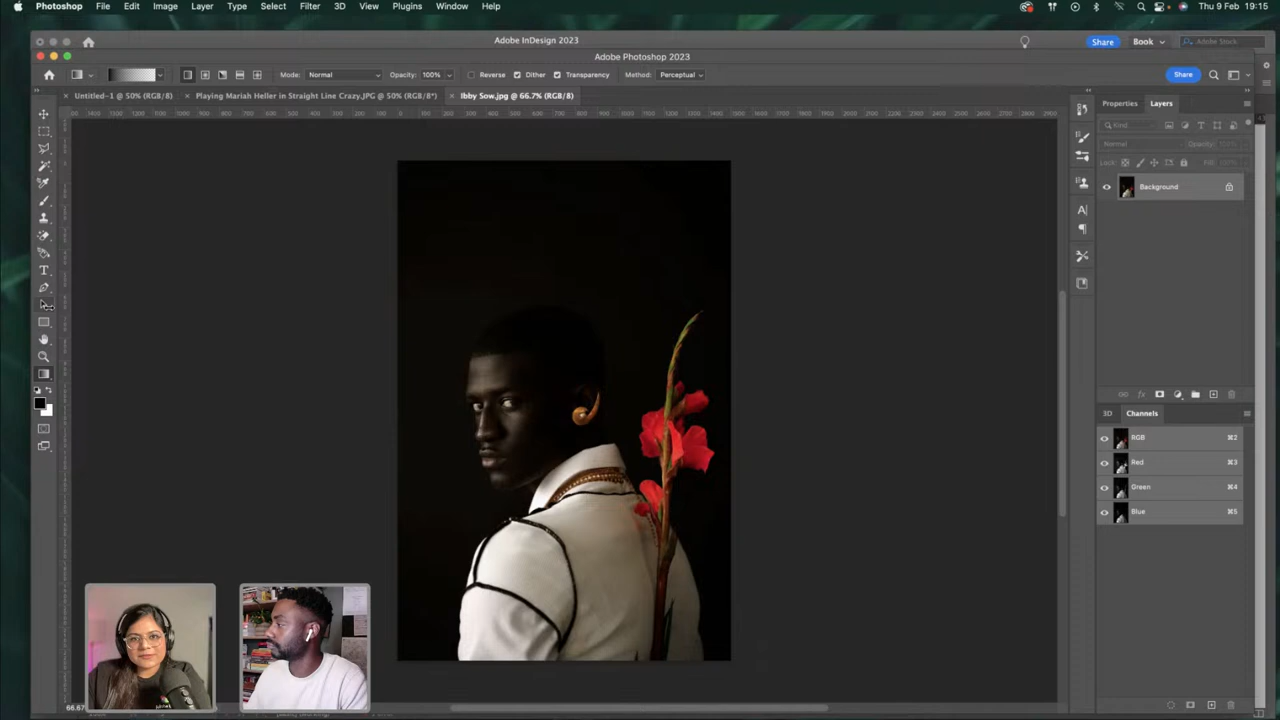 Photoshop File Edit Image Layer Type Select Filter 3D View Plugins Window Help Thu 9 Feb 19:15
Adobe InDesign 2023 Share Book Adobe Stock
Adobe Photoshop 2023
Mode: Normal Opacity: 100% Reverse Dither Transparency Method: Perceptual Share
Untitled-1 @ 50% (RGB/8) Playing Mariah Heller in Straight Line Crazy.JPG @ 50% (RGB/8*) Ibby Sow.jpg @ 66.7% (RGB/8)
Properties Layers
Kind
Normal Opacity: 100%
Lock: Fill: 100%
Background
3D Channels
RGB ⌘2
Red ⌘3
Green ⌘4
Blue ⌘5